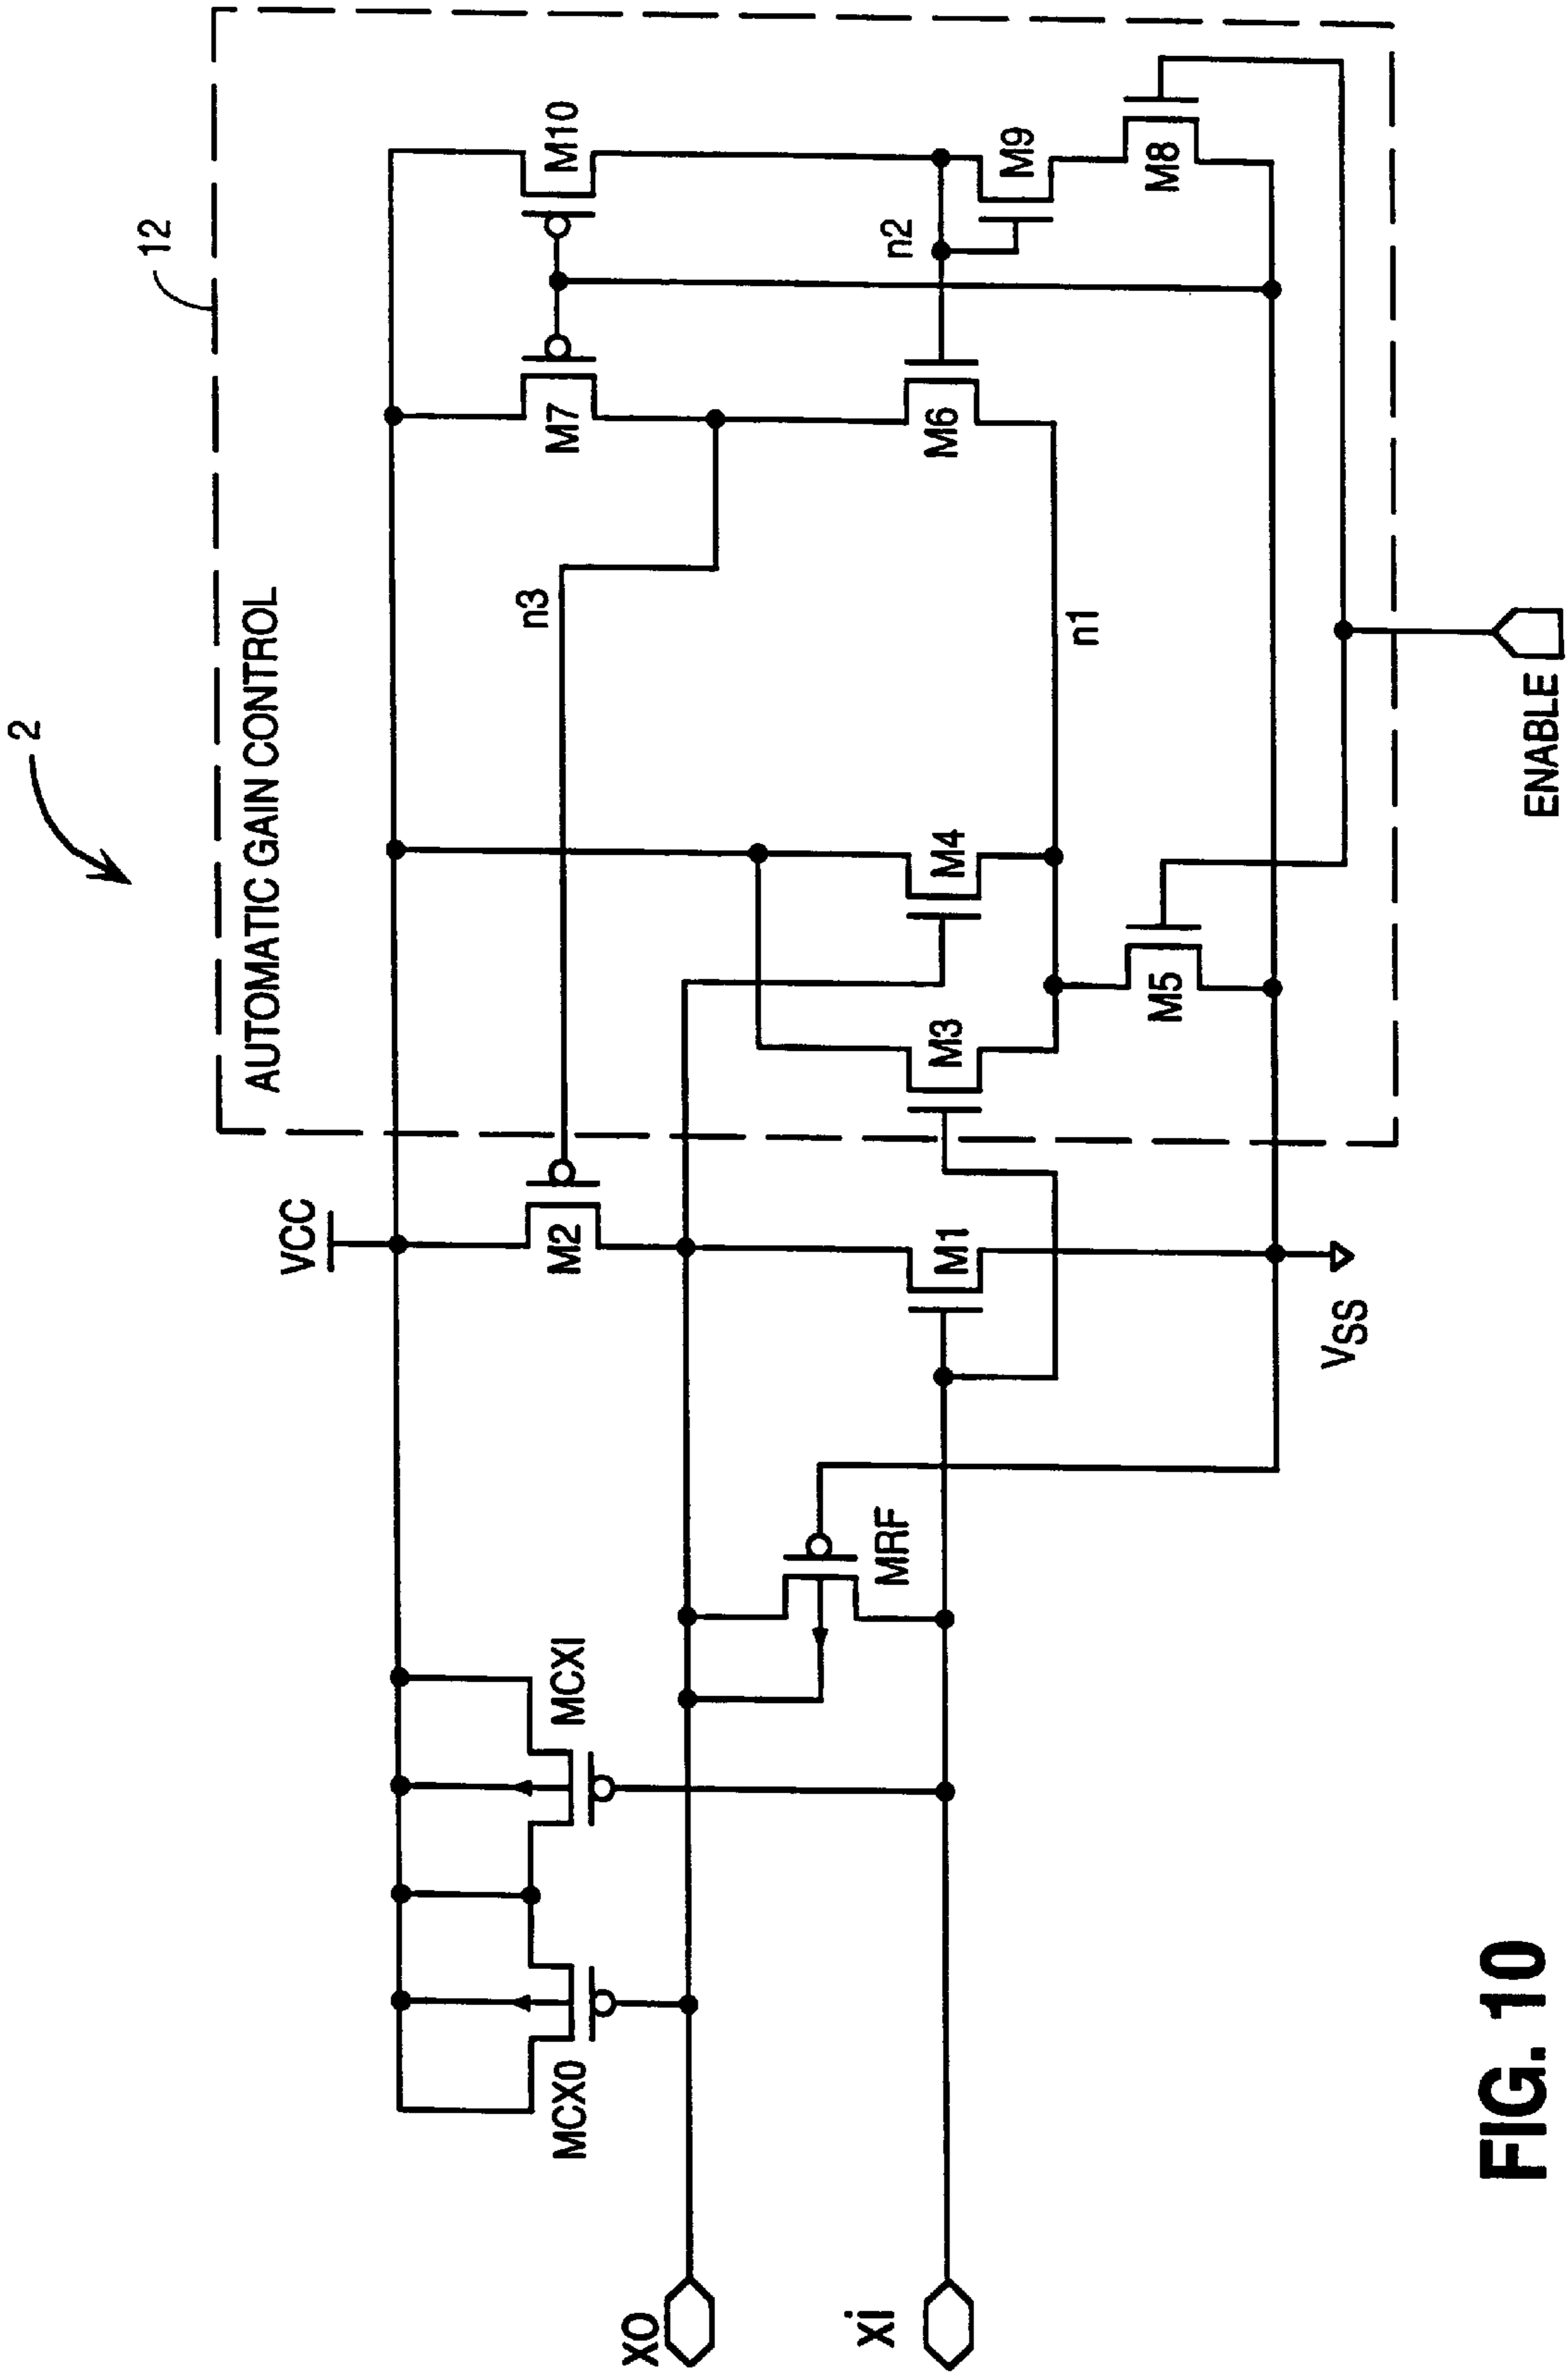 2
12
AUTOMATIC GAIN CONTROL
VCC
M10
M7
M2
n3
MCXI
MCX0
n2
M9
M6
M4
M3
M1
MRF
XO
M8
n1
M5
xi
VSS
ENABLE
FIG. 10